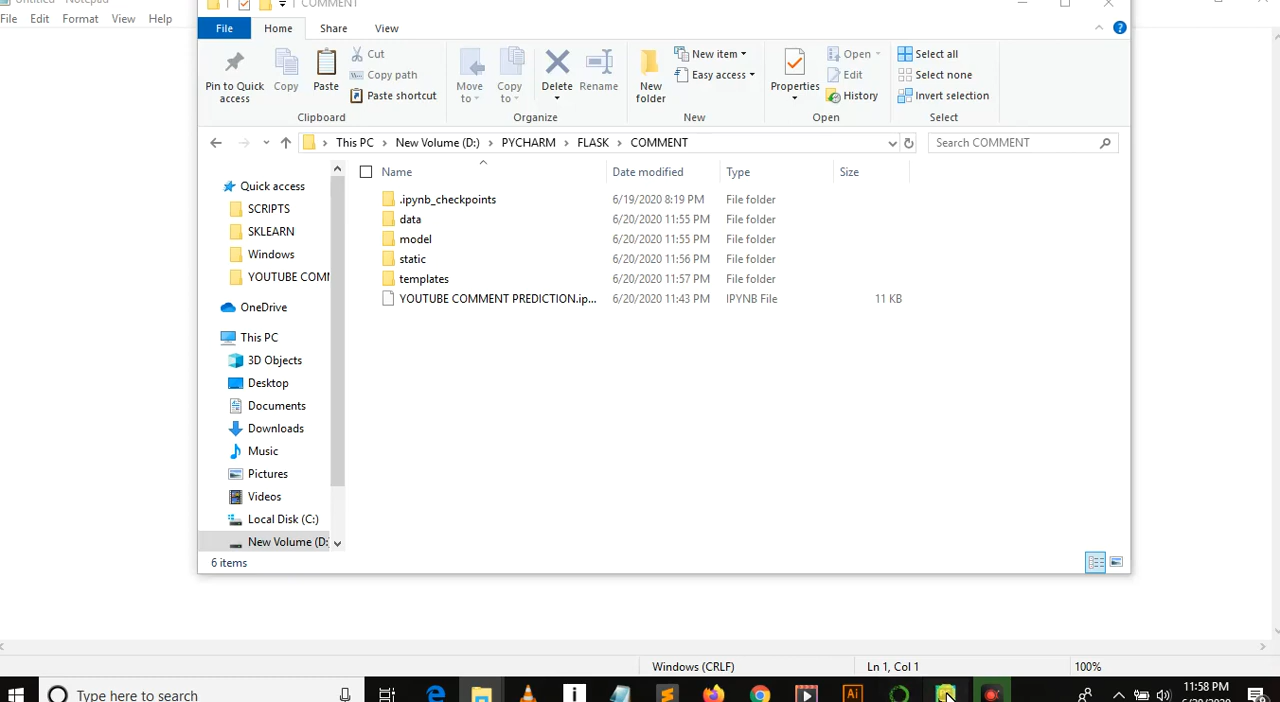 Untitled - Notepad
COMMENT
File Edit Format View Help
File Home Share View
Pin to Quick access
Copy
Paste
Cut
Copy path
Paste shortcut
Move to
Copy to
Delete
Rename
New folder
New item
Easy access
Properties
Open
Edit
History
Select all
Select none
Invert selection
Clipboard Organize New Open Select
This PC > New Volume (D:) > PYCHARM > FLASK > COMMENT
Search COMMENT
Name Date modified Type Size
.ipynb_checkpoints 6/19/2020 8:19 PM File folder
data 6/20/2020 11:55 PM File folder
model 6/20/2020 11:55 PM File folder
static 6/20/2020 11:56 PM File folder
templates 6/20/2020 11:57 PM File folder
YOUTUBE COMMENT PREDICTION.ip... 6/20/2020 11:43 PM IPYNB File 11 KB
Quick access
SCRIPTS
SKLEARN
Windows
YOUTUBE COMM
OneDrive
This PC
3D Objects
Desktop
Documents
Downloads
Music
Pictures
Videos
Local Disk (C:)
New Volume (D:
6 items
Windows (CRLF) Ln 1, Col 1 100%
Type here to search
Ai
11:58 PM
6/20/2020